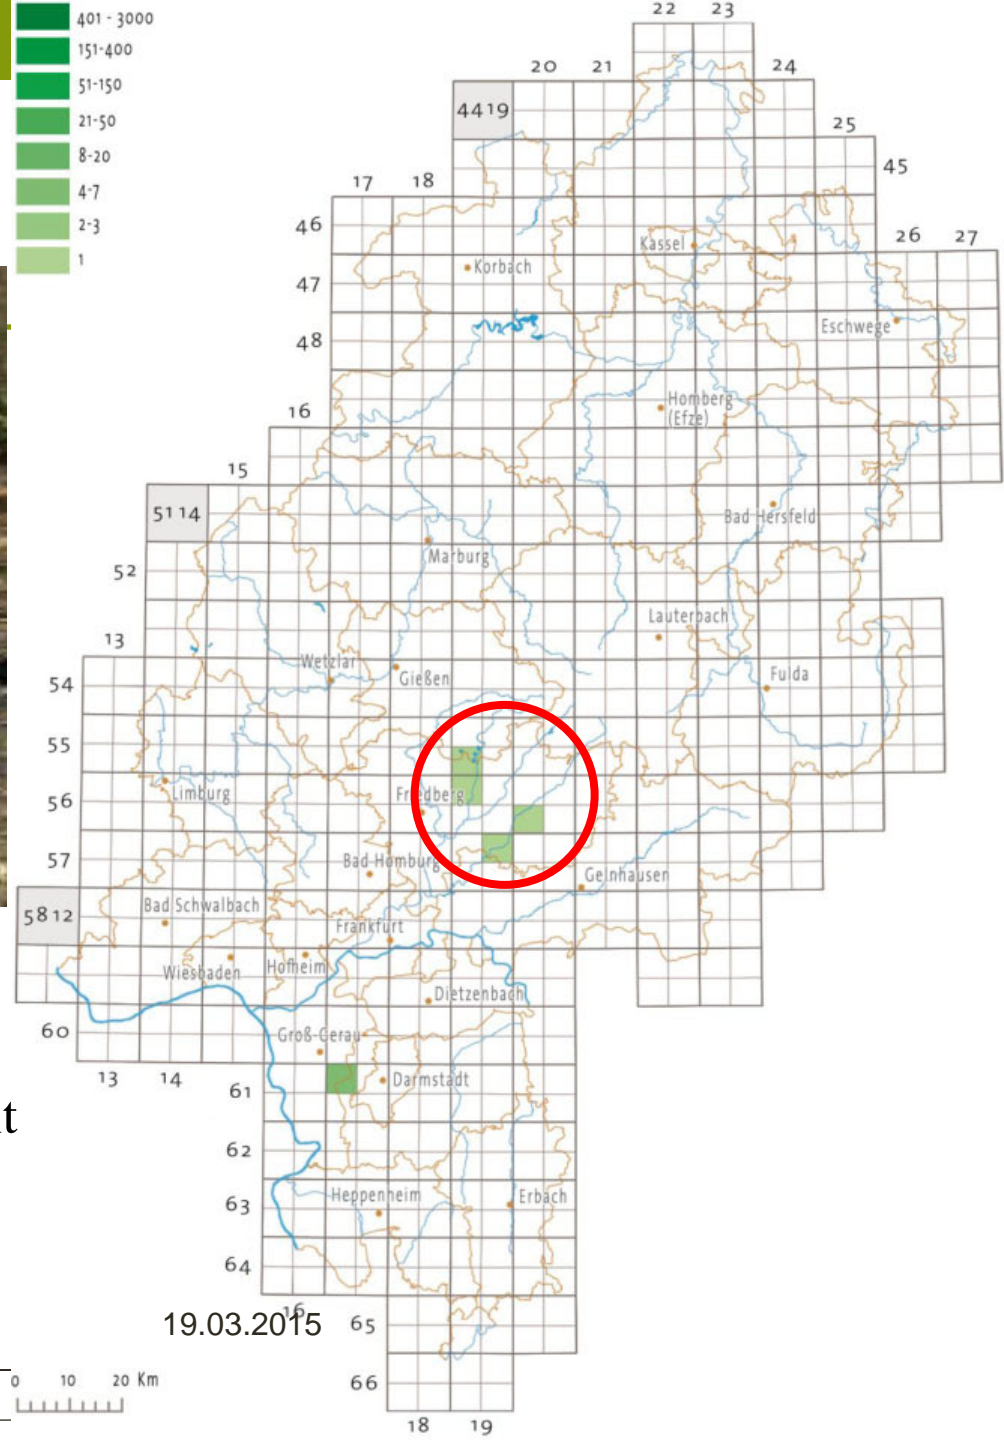 401 - 3000
151-400
51-150
21-50
8-20
4-7
2-3
1
22 23
20 21 24
4419
25
45
17 18
46
Kassel
26 27
Korbach
47
Eschwege
48
Homberg
(Efze)
16
15
5114
Bad Hersfeld
Marburg
52
Lauterbach
13
Wetzlar
Gießen
Fulda
54
55
Limburg
Friedberg
56
57
Bad Homburg
Gelnhausen
5812
Bad Schwalbach
Frankfurt
Wiesbaden
Hofheim
Dietzenbach
60
Groß-Gerau
13 14
Darmstadt
61
t
62
Heppenheim
Erbach
63
64
16
19.03.2015
65
0 10 20 Km
66
18 19